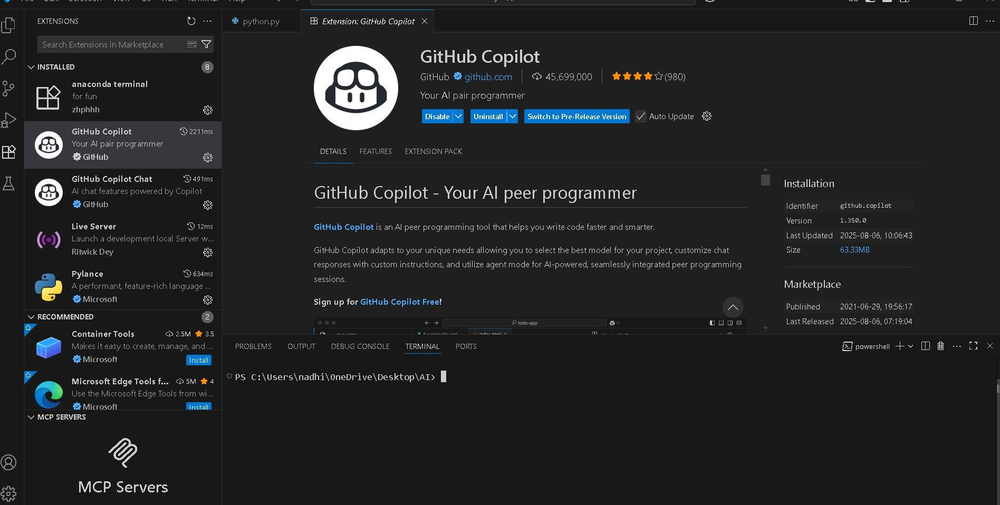 EXTENSIONS
Search Extensions in Marketplace
INSTALLED
8
anaconda terminal
for fun
zhphhh
GitHub Copilot
2211ms
Your AI pair programmer
GitHub
GitHub Copilot Chat
491ms
AI chat features powered by Copilot
GitHub
Live Server
12ms
Launch a development local Server w...
Ritwick Dey
Pylance
634ms
A performant, feature-rich language ...
Microsoft
RECOMMENDED
2
Container Tools
2.5M
3.5
Makes it easy to create, manage, and ...
Microsoft
Install
Microsoft Edge Tools f...
5M
4
Use the Microsoft Edge Tools from wi...
Microsoft
Install
MCP SERVERS
MCP Servers
python.py
Extension: GitHub Copilot
GitHub Copilot
GitHub
github.com
45,699,000
(980)
Your AI pair programmer
Disable
Uninstall
Switch to Pre-Release Version
Auto Update
DETAILS
FEATURES
EXTENSION PACK
GitHub Copilot - Your AI peer programmer
GitHub Copilot is an AI peer programming tool that helps you write code faster and smarter.
GitHub Copilot adapts to your unique needs allowing you to select the best model for your project, customize chat
responses with custom instructions, and utilize agent mode for AI-powered, seamlessly integrated peer programming
sessions.
Sign up for GitHub Copilot Free!
todo-app
Installation
Identifier github.copilot
Version 1.350.0
Last Updated 2025-08-06, 10:06:43
Size 63.33MB
Marketplace
Published 2021-06-29, 19:56:17
Last Released 2025-08-06, 07:19:04
PROBLEMS
OUTPUT
DEBUG CONSOLE
TERMINAL
PORTS
powershell
PS C:\Users\nadhi\OneDrive\Desktop\AI>